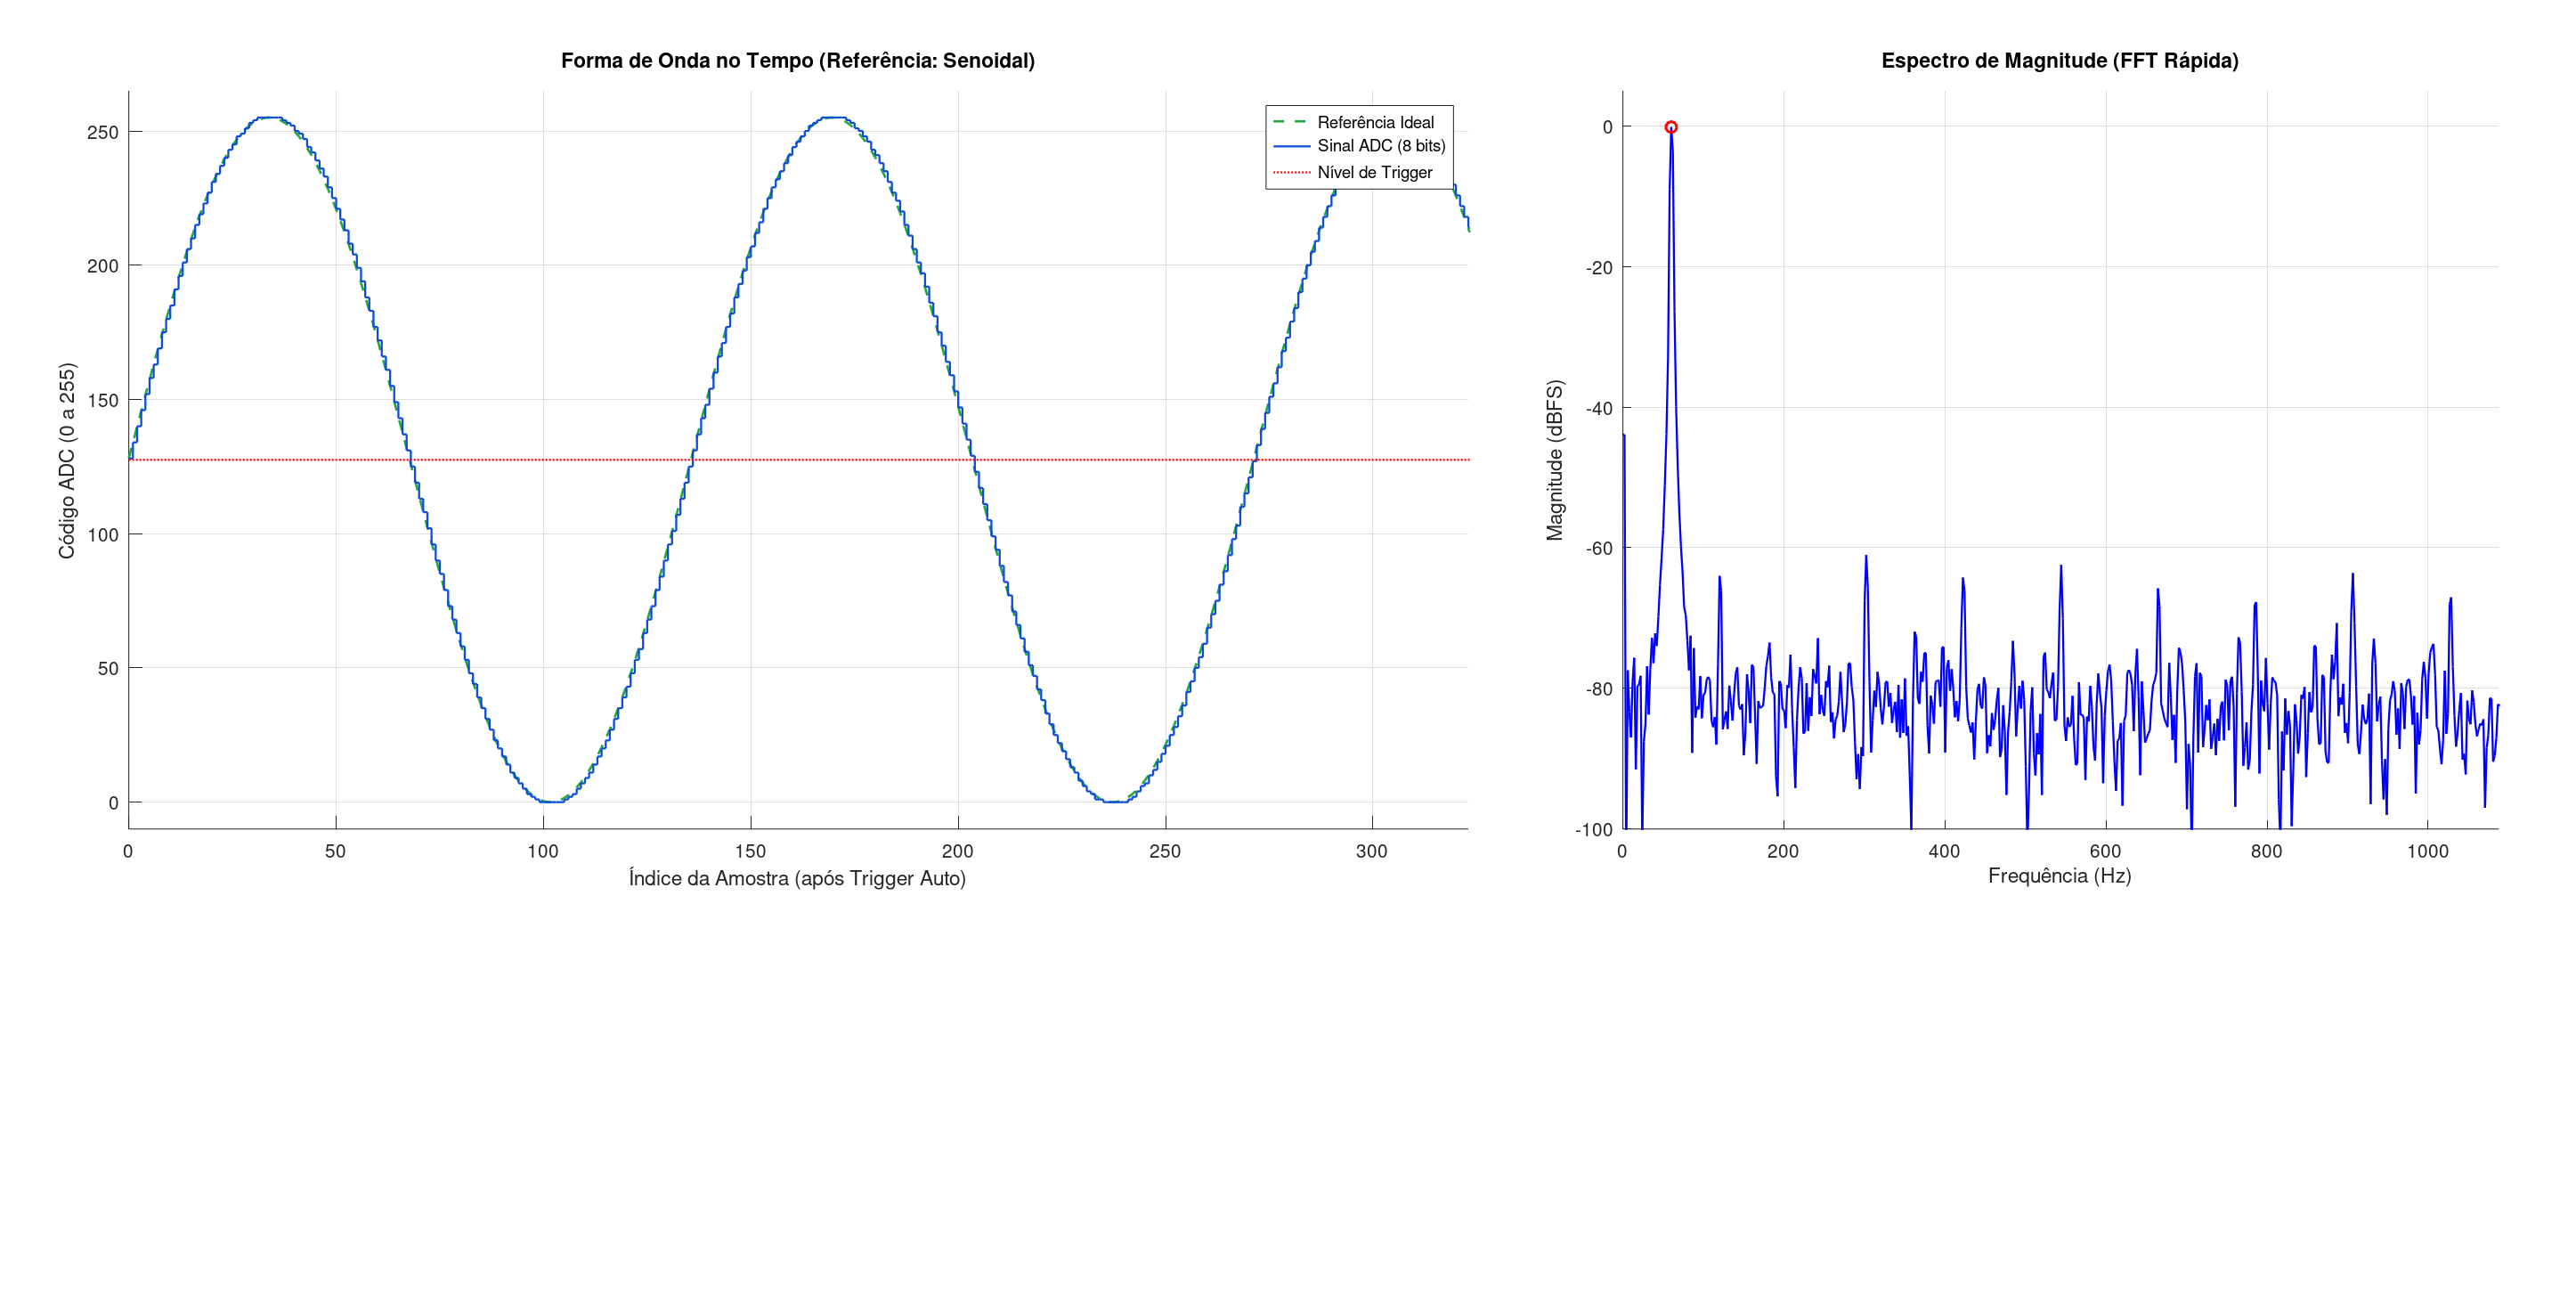 Forma de Onda no Tempo (Referência: Senoidal)
Referência Ideal
Sinal ADC (8 bits)
Nível de Trigger
250
200
150
100
50
0
Código ADC (0 a 255)
0 50 100 150 200 250 300
Índice da Amostra (após Trigger Auto)
Espectro de Magnitude (FFT Rápida)
0
-20
-40
-60
-80
-100
Magnitude (dBFS)
0 200 400 600 800 1000
Frequência (Hz)